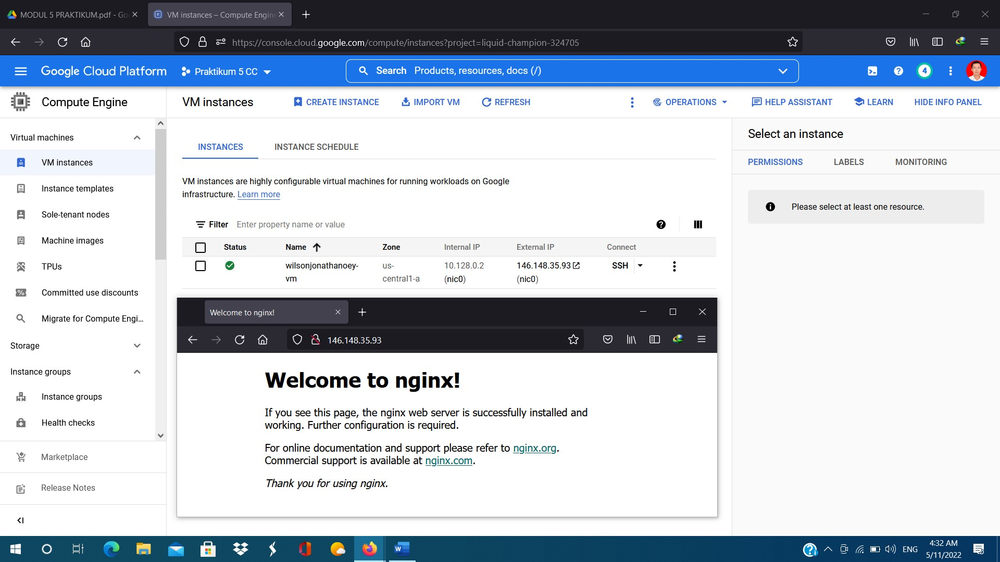 MODUL 5 PRAKTIKUM.pdf - Goo
VM instances – Compute Engine
https://console.cloud.google.com/compute/instances?project=liquid-champion-324705
Google Cloud Platform
Praktikum 5 CC
Search Products, resources, docs (/)
4
Compute Engine
VM instances
CREATE INSTANCE
IMPORT VM
REFRESH
OPERATIONS
HELP ASSISTANT
LEARN
HIDE INFO PANEL
Virtual machines
VM instances
Instance templates
Sole-tenant nodes
Machine images
TPUs
Committed use discounts
Migrate for Compute Engi...
Storage
Instance groups
Instance groups
Health checks
Marketplace
Release Notes
INSTANCES
INSTANCE SCHEDULE
VM instances are highly configurable virtual machines for running workloads on Google
infrastructure. Learn more
Filter Enter property name or value
Status Name Zone Internal IP External IP Connect
wilsonjonathanoey- us- 10.128.0.2 146.148.35.93 SSH
vm central1-a (nic0) (nic0)
Select an instance
PERMISSIONS
LABELS
MONITORING
Please select at least one resource.
Welcome to nginx!
146.148.35.93
Welcome to nginx!
If you see this page, the nginx web server is successfully installed and
working. Further configuration is required.
For online documentation and support please refer to nginx.org.
Commercial support is available at nginx.com.
Thank you for using nginx.
ENG
4:32 AM
5/11/2022